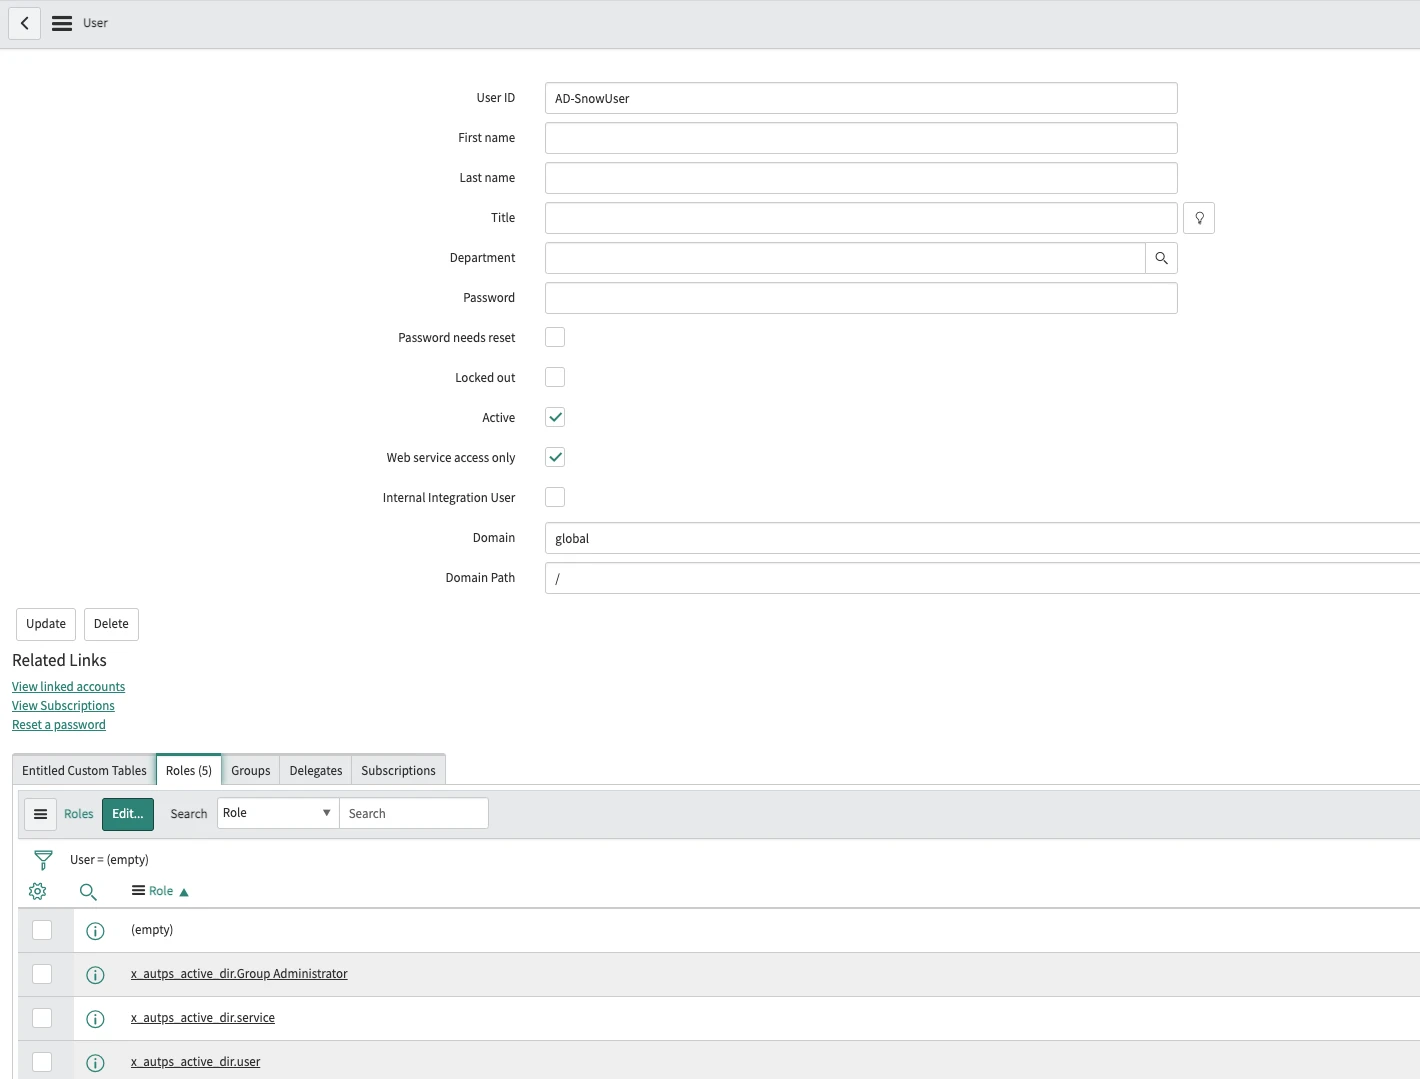 User
User ID AD-SnowUser
First name
Last name
Title
Department
Password
Password needs reset
Locked out
Active
Web service access only
Internal Integration User
Domain global
Domain Path /
Update Delete
Related Links
View linked accounts
View Subscriptions
Reset a password
Entitled Custom Tables Roles (5) Groups Delegates Subscriptions
Roles Edit... Search Role Search
User = (empty)
Role
(empty)
x_autps_active_dir.Group Administrator
x_autps_active_dir.service
x_autps_active_dir.user